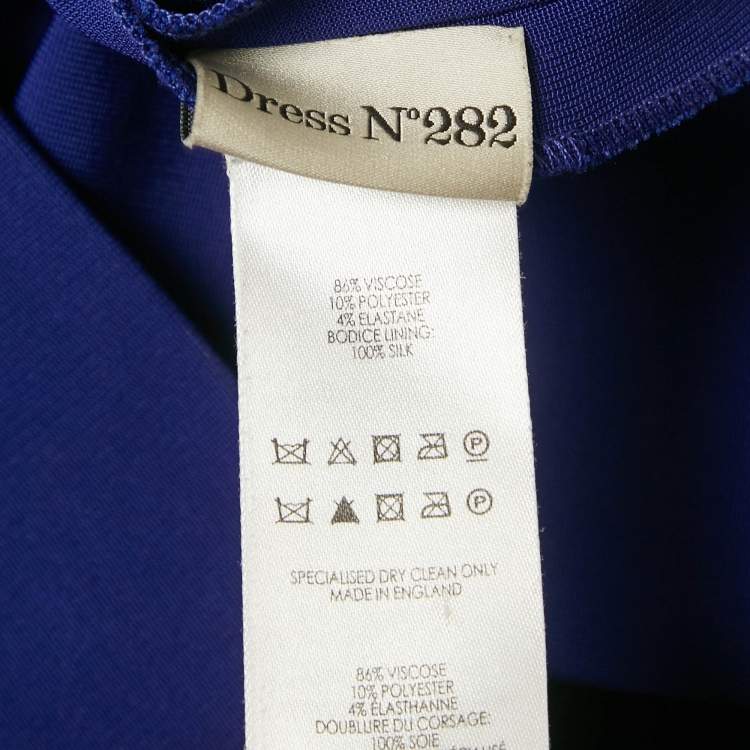 Dress Nº282
86% VISCOSE
10% POLYESTER
4% ELASTANE
BODICE LINING:
100% SILK
P
P
SPECIALISED DRY CLEAN ONLY
MADE IN ENGLAND
86% VISCOSE
10% POLYESTER
4% ÉLASTHANNE
DOUBLURE DU CORSAGE:
100% SOIE